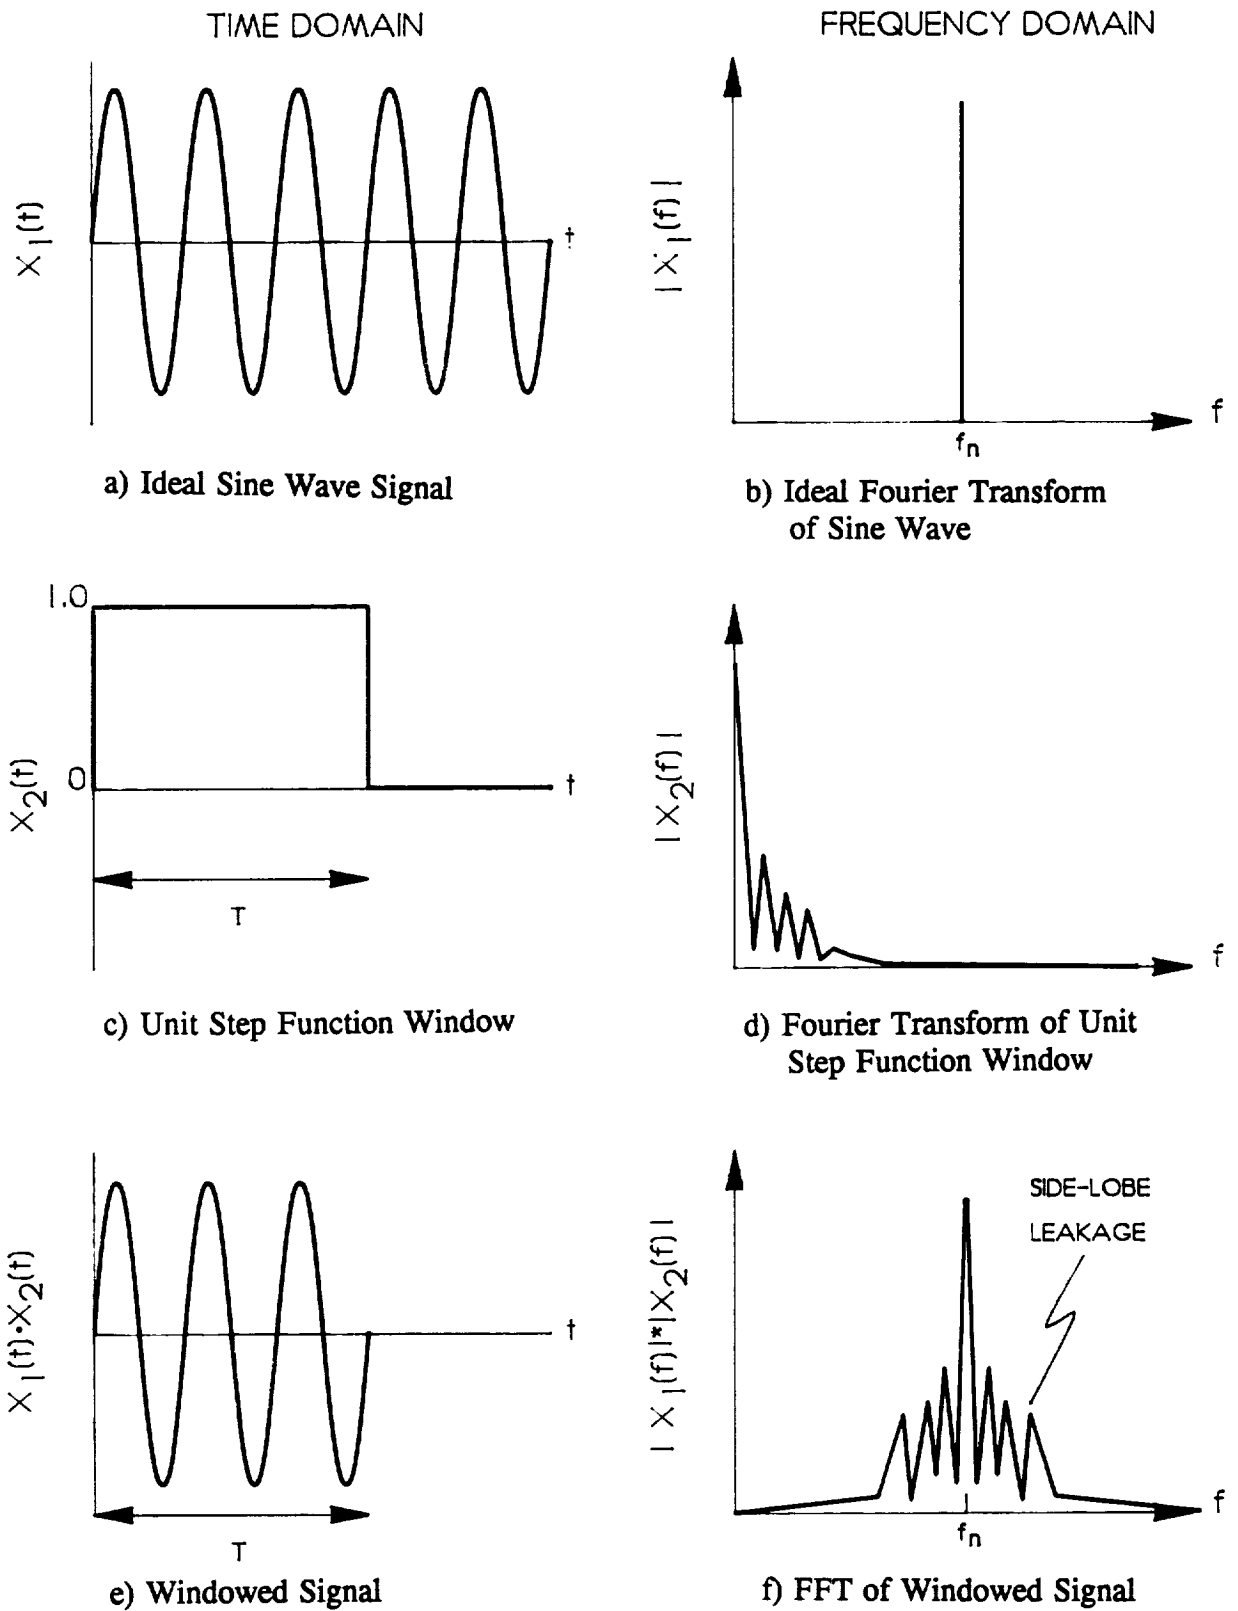 TIME DOMAIN
FREQUENCY DOMAIN
X1(t)
t
|X1(f)|
f
fn
a) Ideal Sine Wave Signal
b) Ideal Fourier Transform
of Sine Wave
1.0
0
X2(t)
t
T
|X2(f)|
f
c) Unit Step Function Window
d) Fourier Transform of Unit
Step Function Window
X1(t)•X2(t)
t
T
|X1(f)|*|X2(f)|
SIDE-LOBE
LEAKAGE
f
fn
e) Windowed Signal
f) FFT of Windowed Signal